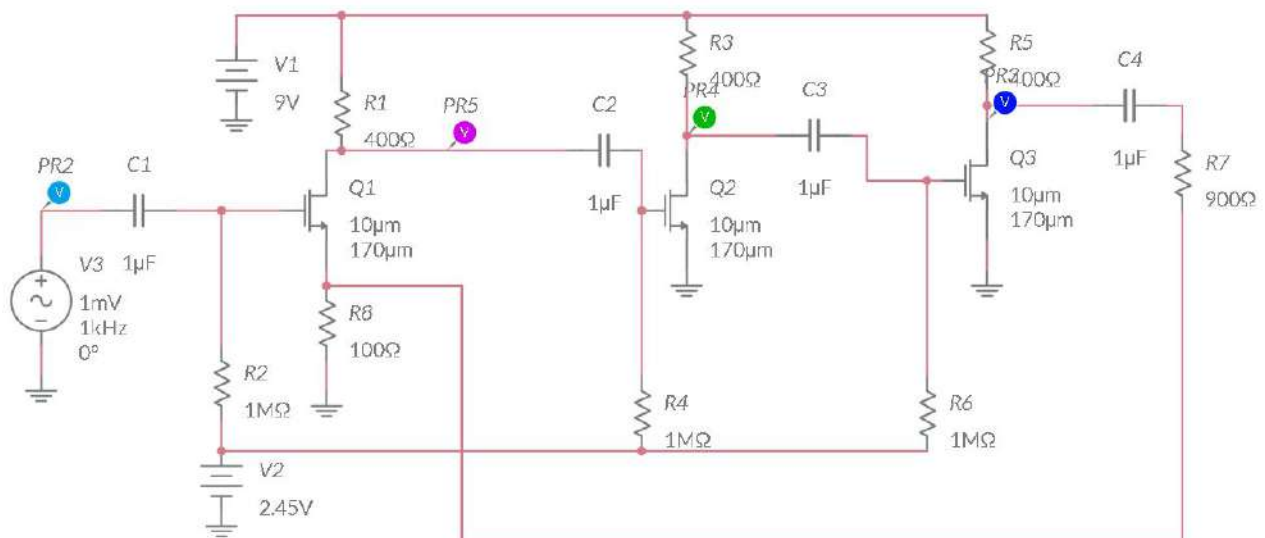 V1
9V
R1
400Ω
PR5
C2
1µF
R3
400Ω
PR4
C3
1µF
R5
400Ω
PR3
C4
1µF
R7
900Ω
PR2
C1
1µF
V3
1mV
1kHz
0°
Q1
10µm
170µm
Q2
10µm
170µm
Q3
10µm
170µm
R8
100Ω
R2
1MΩ
R4
1MΩ
R6
1MΩ
V2
2.45V
V
V
V
V